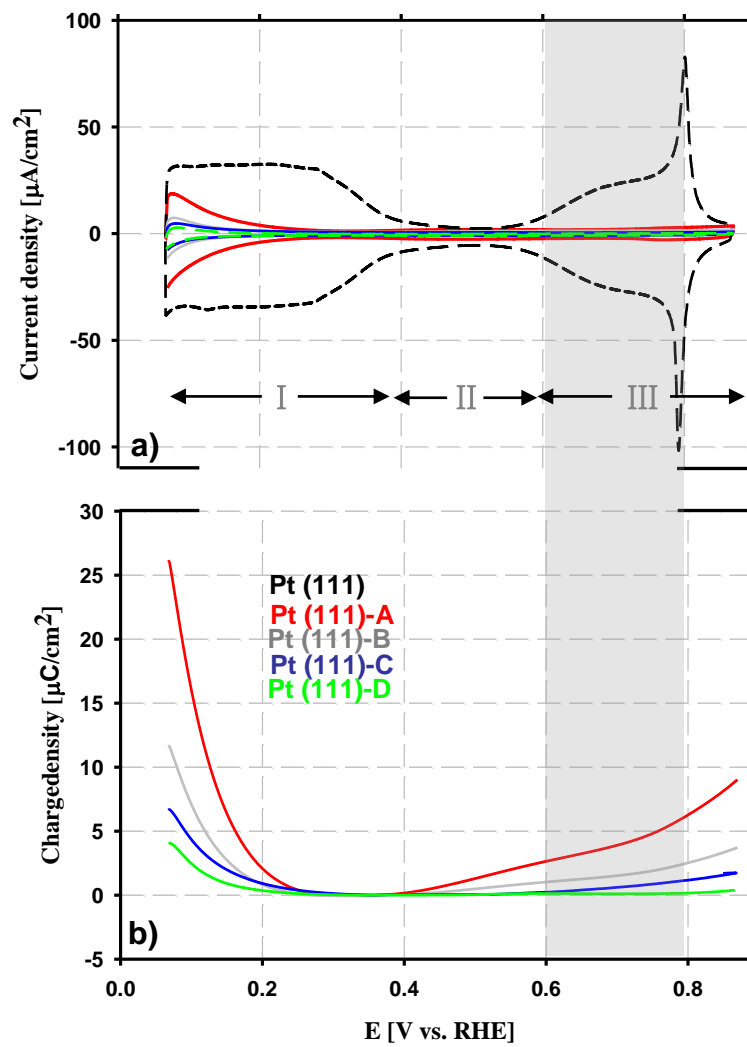 100
50
0
-50
-100
Current density [μA/cm²]
I
II
III
a)
30
25
20
15
10
5
0
-5
Chargedensity [μC/cm²]
Pt (111)
Pt (111)-A
Pt (111)-B
Pt (111)-C
Pt (111)-D
b)
0.0 0.2 0.4 0.6 0.8
E [V vs. RHE]